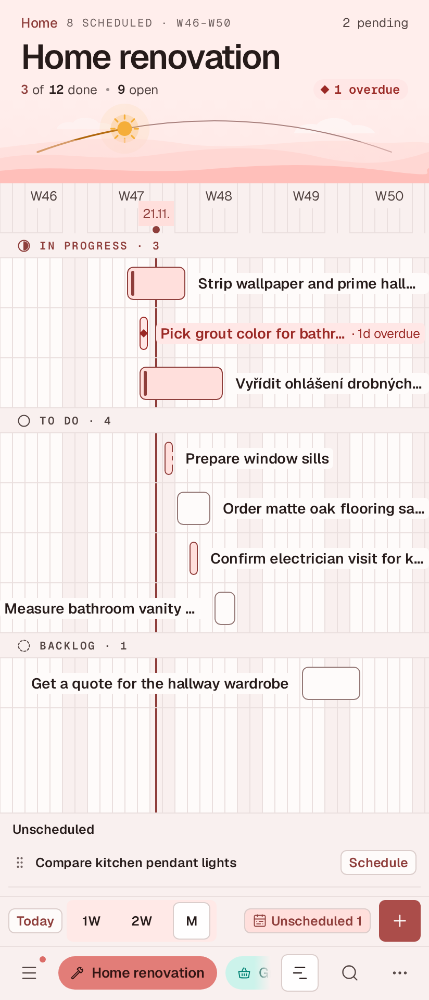 Home 8 SCHEDULED · W46–W50 2 pending
Home renovation
3 of 12 done • 9 open ◆ 1 overdue
W46 W47 W48 W49 W50
21.11.
IN PROGRESS · 3
Strip wallpaper and prime hall...
Pick grout color for bathr... · 1d overdue
Vyřídit ohlášení drobných...
TO DO · 4
Prepare window sills
Order matte oak flooring sa...
Confirm electrician visit for k...
Measure bathroom vanity ...
BACKLOG · 1
Get a quote for the hallway wardrobe
Unscheduled
Compare kitchen pendant lights Schedule
Today 1W 2W M Unscheduled 1
Home renovation G